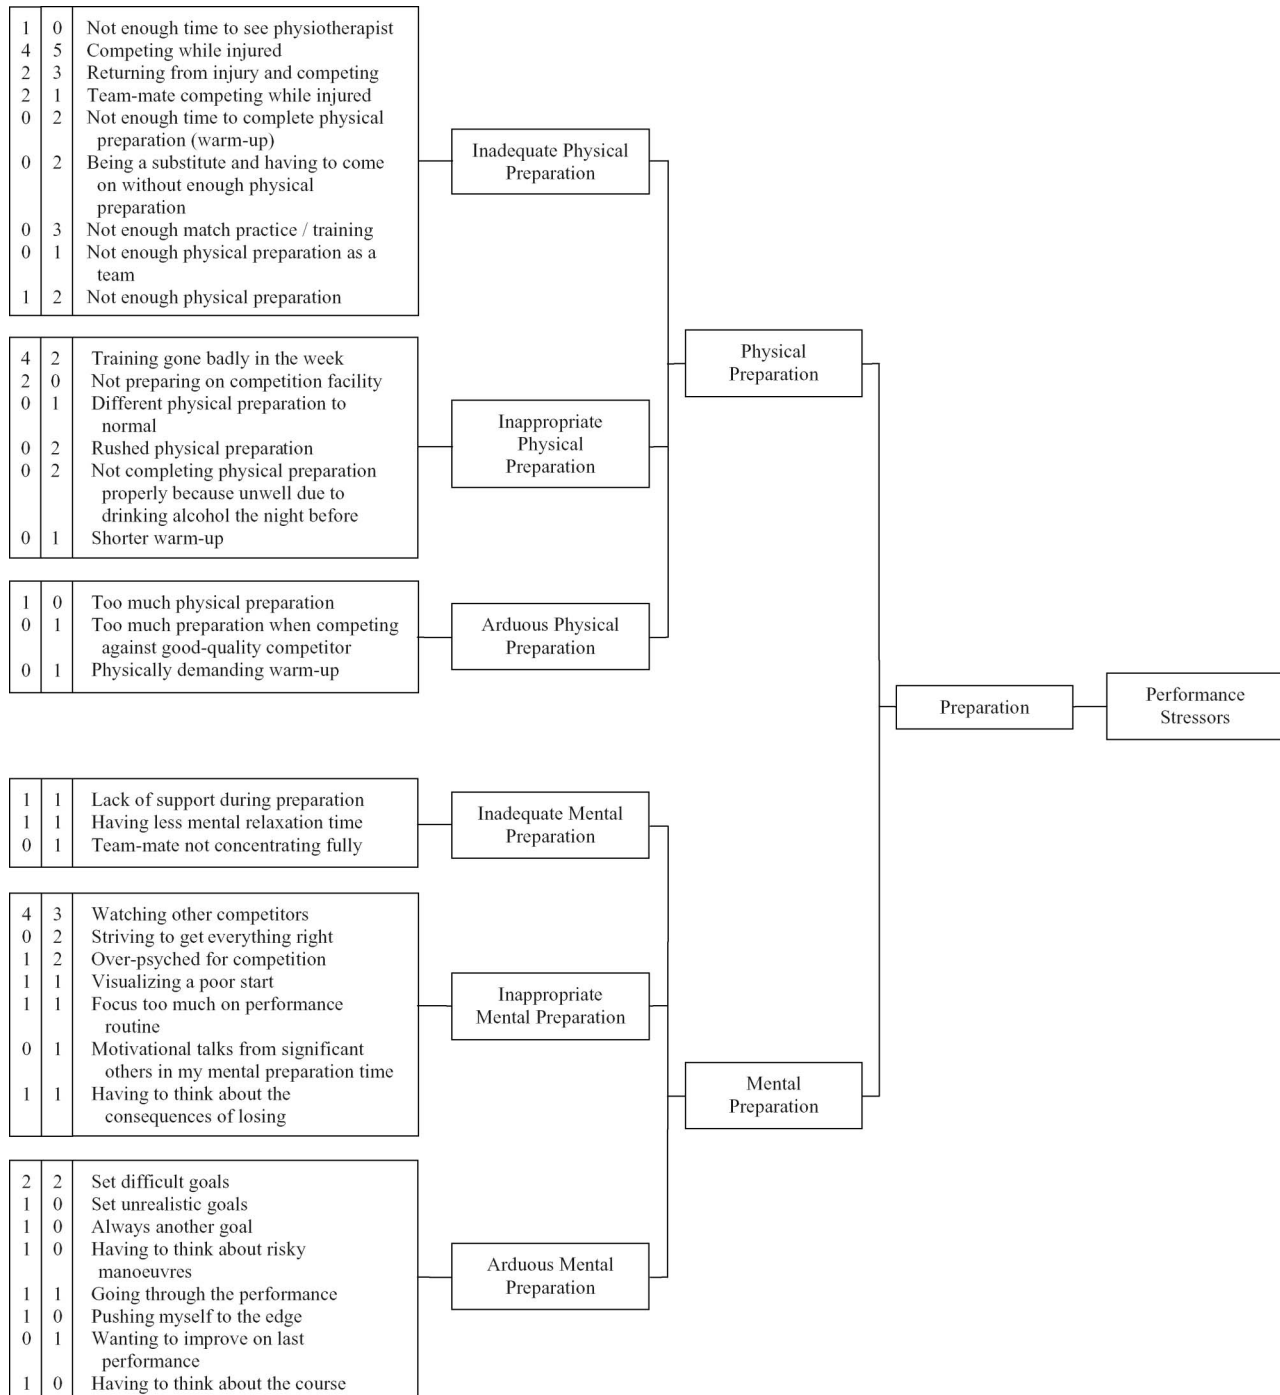 1 0 Not enough time to see physiotherapist
4 5 Competing while injured
2 3 Returning from injury and competing
2 1 Team-mate competing while injured
0 2 Not enough time to complete physical
preparation (warm-up)
0 2 Being a substitute and having to come
on without enough physical
preparation
0 3 Not enough match practice / training
0 1 Not enough physical preparation as a
team
1 2 Not enough physical preparation
Inadequate Physical
Preparation
4 2 Training gone badly in the week
2 0 Not preparing on competition facility
0 1 Different physical preparation to
normal
0 2 Rushed physical preparation
0 2 Not completing physical preparation
properly because unwell due to
drinking alcohol the night before
0 1 Shorter warm-up
Inappropriate
Physical
Preparation
1 0 Too much physical preparation
0 1 Too much preparation when competing
against good-quality competitor
0 1 Physically demanding warm-up
Arduous Physical
Preparation
Physical
Preparation
1 1 Lack of support during preparation
1 1 Having less mental relaxation time
0 1 Team-mate not concentrating fully
Inadequate Mental
Preparation
4 3 Watching other competitors
0 2 Striving to get everything right
1 2 Over-psyched for competition
1 1 Visualizing a poor start
1 1 Focus too much on performance
routine
0 1 Motivational talks from significant
others in my mental preparation time
1 1 Having to think about the
consequences of losing
Inappropriate
Mental Preparation
2 2 Set difficult goals
1 0 Set unrealistic goals
1 0 Always another goal
1 0 Having to think about risky
manoeuvres
1 1 Going through the performance
1 0 Pushing myself to the edge
0 1 Wanting to improve on last
performance
1 0 Having to think about the course
Arduous Mental
Preparation
Mental
Preparation
Preparation
Performance
Stressors